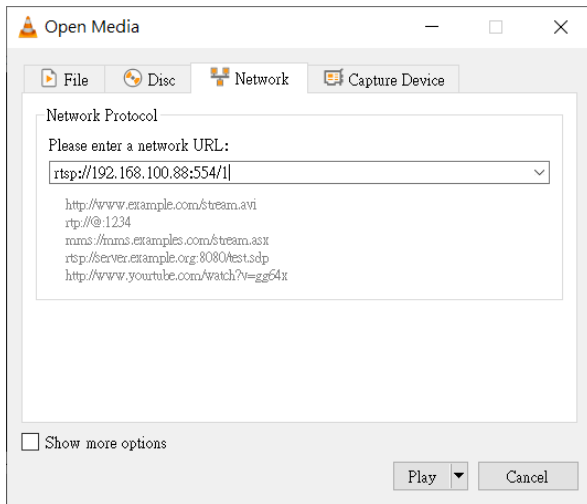 Open Media
File Disc Network Capture Device
Network Protocol
Please enter a network URL:
rtsp://192.168.100.88:554/1
http://www.example.com/stream.avi
rtp://@:1234
mms://mms.examples.com/stream.asx
rtsp://server.example.org:8080/test.sdp
http://www.yourtube.com/watch?v=gg64x
Show more options
Play Cancel